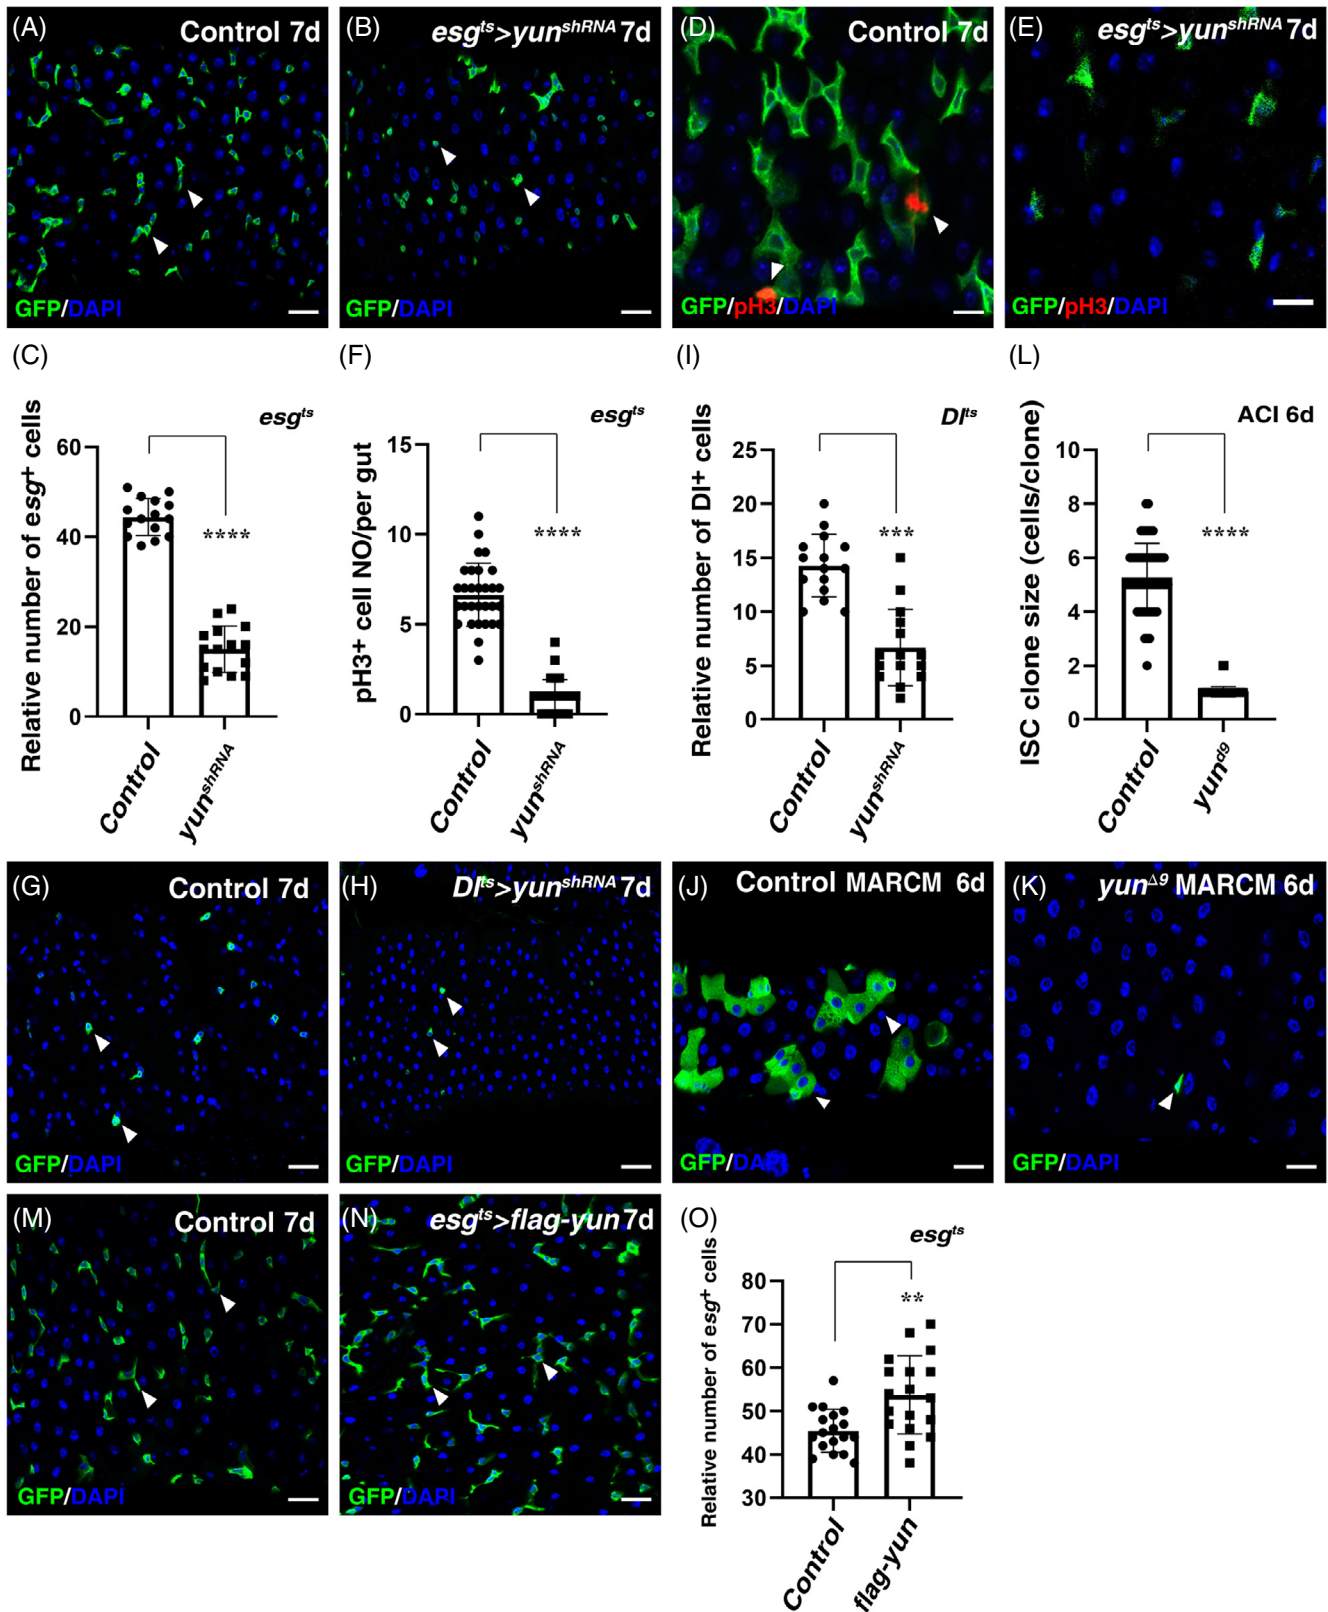 (A) Control 7d
GFP/DAPI
(B) esgᵗˢ>yunˢʰᴿᴺᴬ 7d
GFP/DAPI
(D) Control 7d
GFP/pH3/DAPI
(E) esgᵗˢ>yunˢʰᴿᴺᴬ 7d
GFP/pH3/DAPI
(C)
esgᵗˢ
Relative number of esg⁺ cells
60
40
20
0
****
Control
yunˢʰᴿᴺᴬ
(F)
esgᵗˢ
pH3+ cell NO/per gut
15
10
5
0
****
Control
yunˢʰᴿᴺᴬ
(I)
Dlᵗˢ
Relative number of Dl⁺ cells
25
20
15
10
5
0
***
Control
yunˢʰᴿᴺᴬ
(L)
ACI 6d
ISC clone size (cells/clone)
10
8
6
4
2
0
****
Control
yunᵈ⁹
(G) Control 7d
GFP/DAPI
(H) Dlᵗˢ>yunˢʰᴿᴺᴬ 7d
GFP/DAPI
(J) Control MARCM 6d
GFP/DAPI
(K) yun^Δ9 MARCM 6d
GFP/DAPI
(M) Control 7d
GFP/DAPI
(N) esgᵗˢ>flag-yun 7d
GFP/DAPI
(O)
esgᵗˢ
Relative number of esg⁺ cells
80
70
60
50
40
30
**
Control
flag-yun